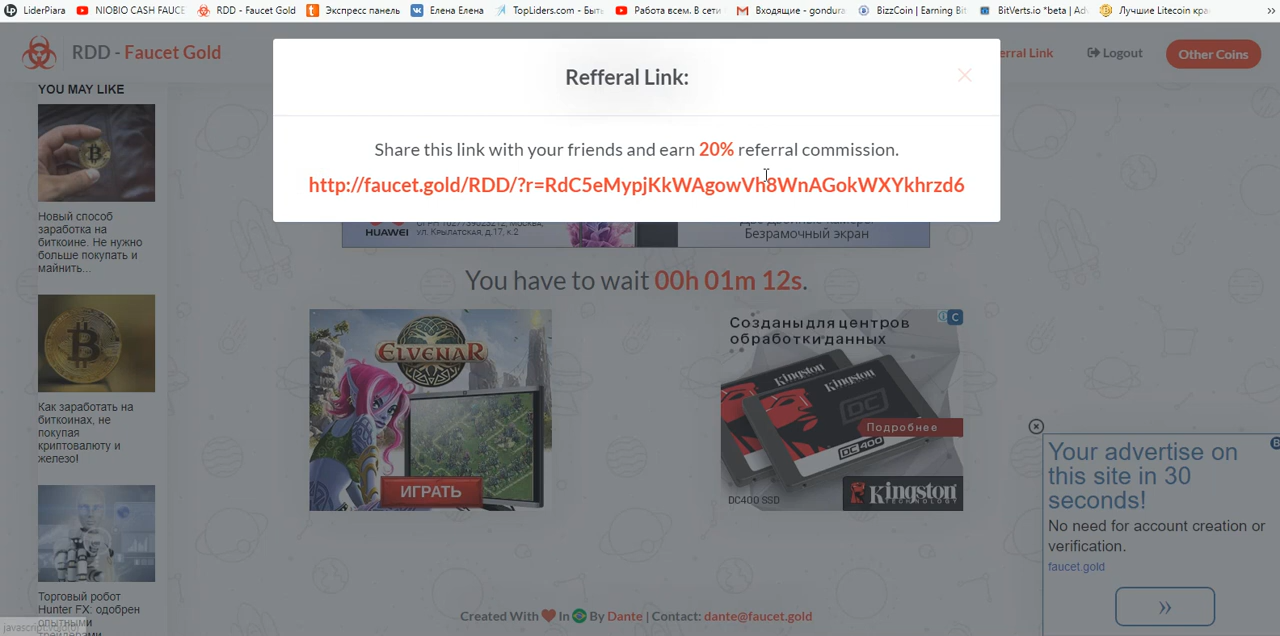 LiderPiara
NIOBIO CASH FAUCE
RDD - Faucet Gold
Экспресс панель
Елена Елена
TopLiders.com - Быт
Работа всем. В сети
Входящие - gondura
BizzCoin | Earning Bit
BitVerts.io *beta | Ad
Лучшие Litecoin кра
»
RDD - Faucet Gold
erral Link
Logout
Other Coins
Refferal Link:
Share this link with your friends and earn 20% referral commission.
http://faucet.gold/RDD/?r=RdC5eMypjKkWAgowVh8WnAGokWXYkhrzd6
YOU MAY LIKE
Новый способ
заработка на
биткоине. Не нужно
больше покупать и
майнить...
Как заработать на
биткоинах, не
покупая
криптовалюту и
железо!
Торговый робот
Hunter FX: одобрен
опытными
HUAWEI
ул. Крылатская, д.17, к.2
Безрамочный экран
You have to wait 00h 01m 12s.
ELVENAR
ИГРАТЬ
Созданы для центров
обработки данных
Kingston
Kingston
DC400
Подробнее
DC400 SSD
Kingston
TECHNOLOGY
Your advertise on
this site in 30
seconds!
No need for account creation or
verification.
faucet.gold
»
Created With In By Dante | Contact: dante@faucet.gold